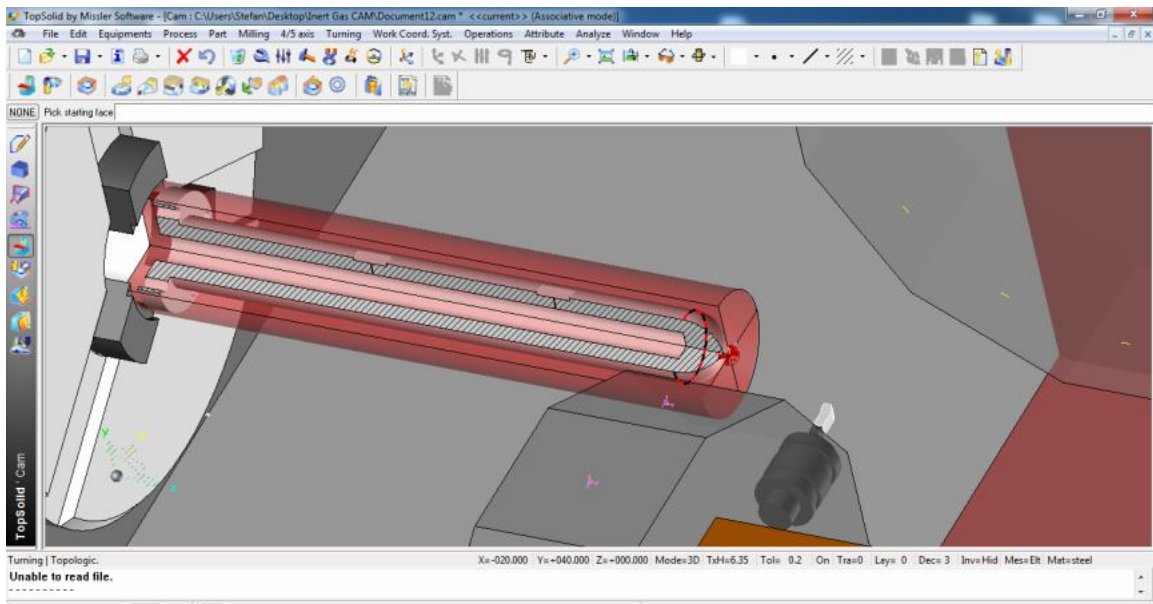 TopSolid by Missler Software - [Cam : C:\Users\Stefan\Desktop\Inert Gas CAM\Document12.cam * <<current>> (Associative mode)]
File Edit Equipments Process Part Milling 4/5 axis Turning Work Coord. Syst. Operations Attribute Analyze Window Help
NONE Pick starting face
y
x
z
TopSolid'Cam
Turning | Topologic. X=-020.000 Y=+040.000 Z=+000.000 Mode=3D TxH=6.35 Tol= 0.2 On Tra=0 Lay= 0 Dec= 3 Inv=Hid Mes=Elt Mat=steel
Unable to read file.
----------